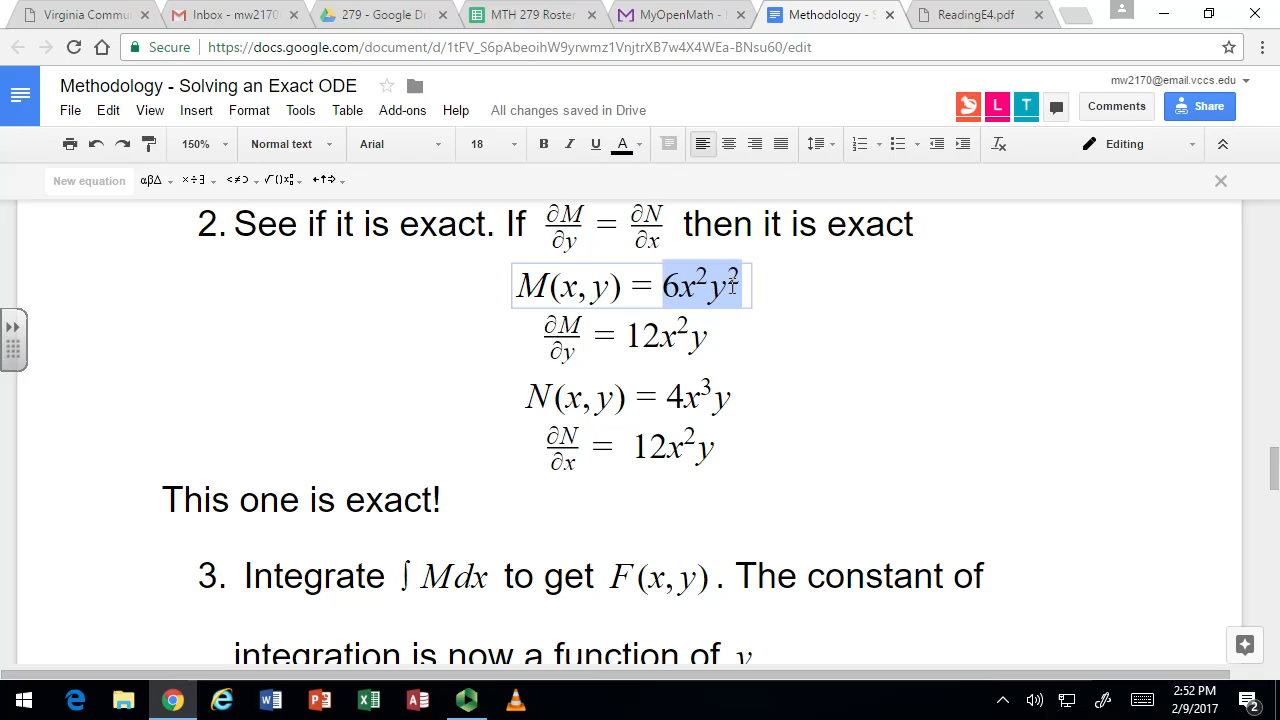 Virginia Commu
Inbox - mw2170
279 - Google Dr
MTH 279 Roster
MyOpenMath -
Methodology - S
ReadingE4.pdf
Secure https://docs.google.com/document/d/1tFV_S6pAbeoihW9yrwmz1VnjtrXB7w4X4WEa-BNsu60/edit
Methodology - Solving an Exact ODE
mw2170@email.vccs.edu
File Edit View Insert Form To Table Add-ons Help All changes saved in Drive
L T Comments Share
150% Normal text Arial 18 B I U A Editing
New equation αβΔ ×÷∃ <≠⊃
2. See if it is exact. If ∂M/∂y = ∂N/∂x then it is exact
M(x, y) = 6x²y²
∂M/∂y = 12x²y
N(x, y) = 4x³y
∂N/∂x = 12x²y
This one is exact!
3. Integrate ∫ Mdx to get F(x, y). The constant of
integration is now a function of y
2:52 PM
2/9/2017
2